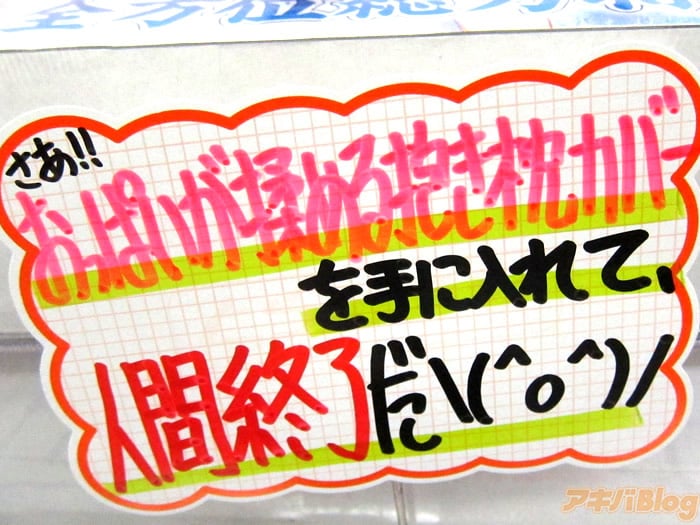 さあ!!
おっぱいが揉める抱き枕カバー
を手に入れて、
人間終了だ\(^o^)/
アキバBlog